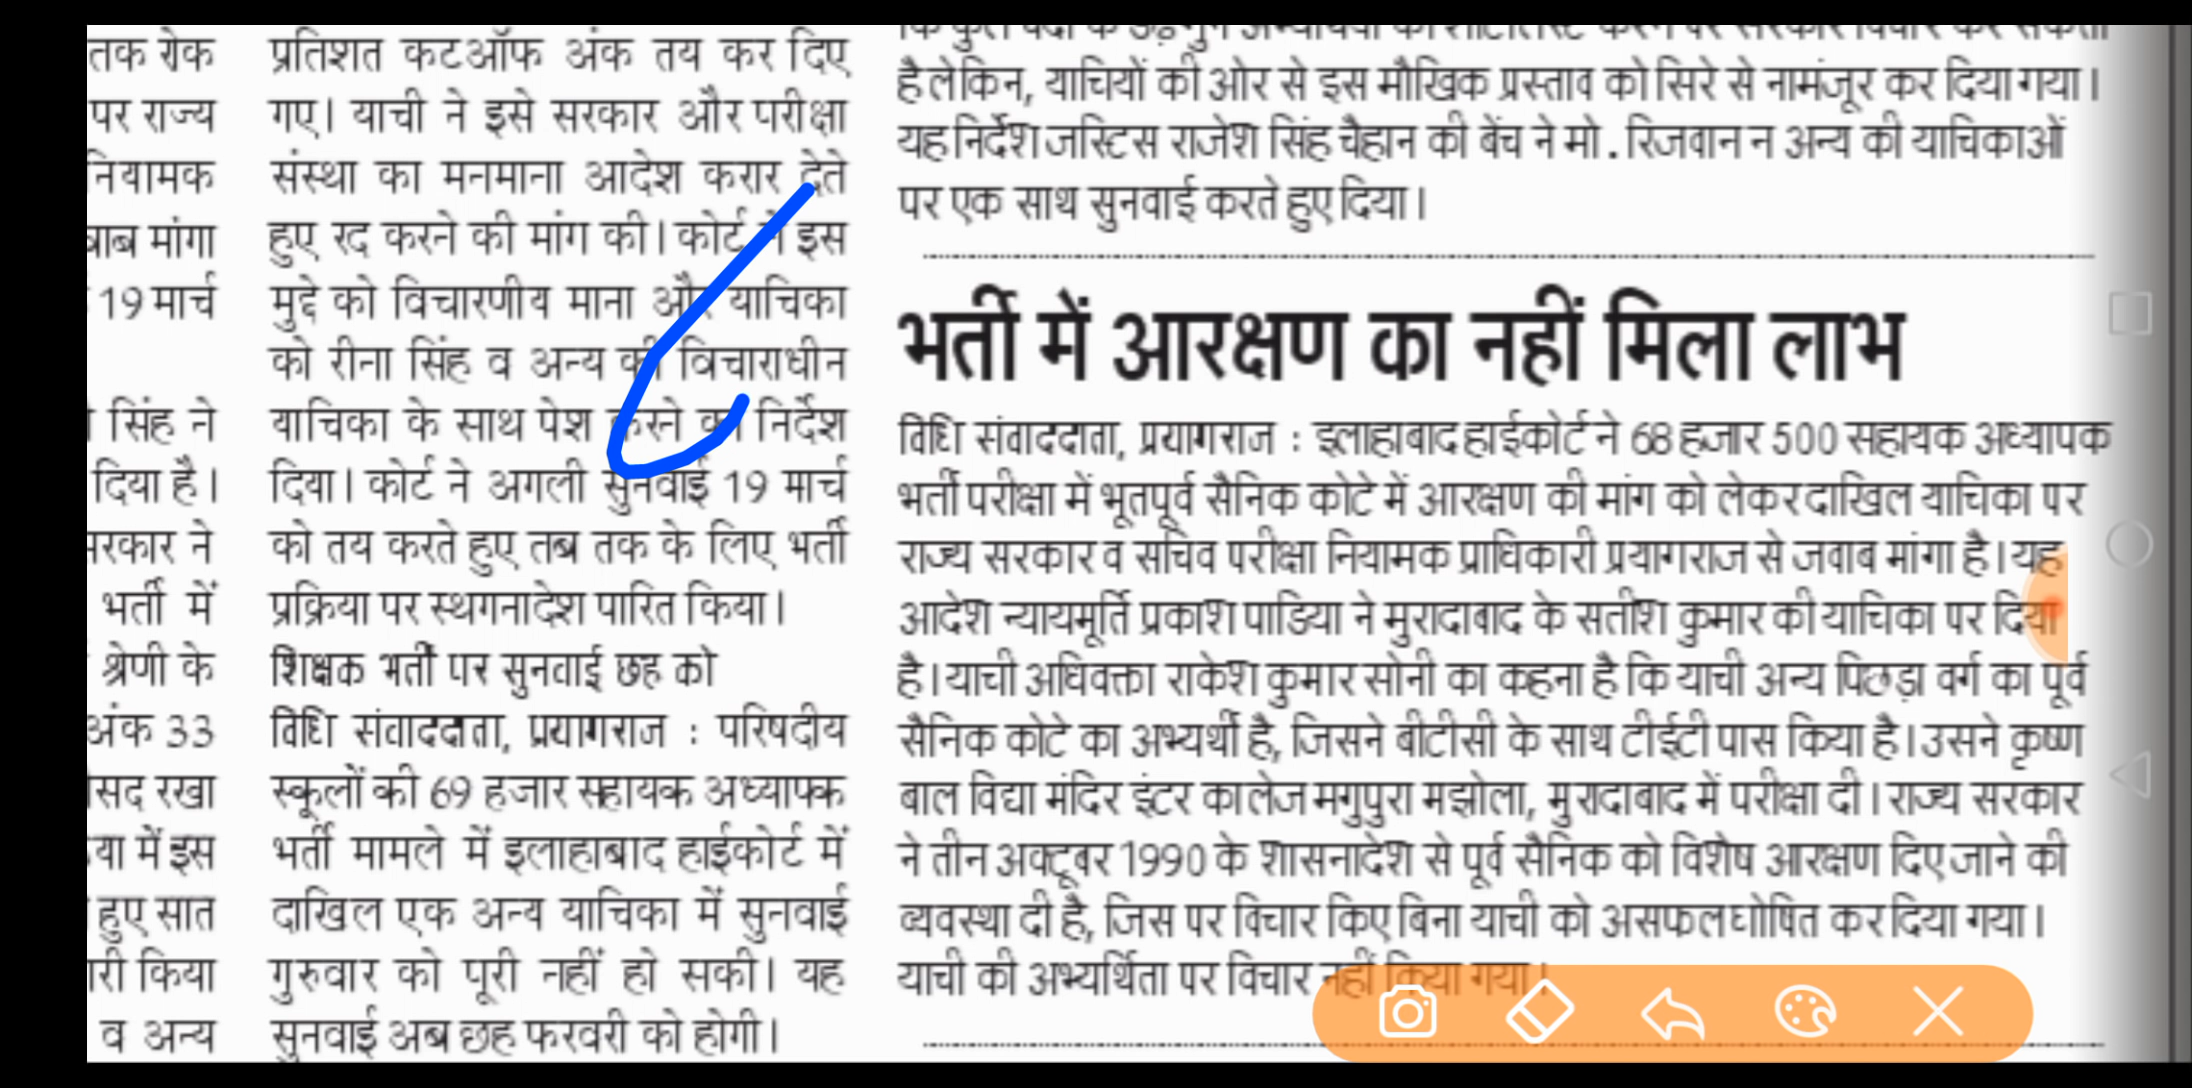 तक रोक
पर राज्य
नियामक
मांगा
19 मार्च
सिंह ने
दिया है।
ने
भर्ती में
श्रेणी के
अंक 33
रखा
में इस
हुए सात
किया
व अन्य
प्रतिशत कटऑफ अंक तय कर दिए
गए। याची ने इसे सरकार और परीक्षा
संस्था का मनमाना आदेश करार देते
हुए रद करने की मांग की। कोर्ट ने इस
मुद्दे को विचारणीय माना और याचिका
को रीना सिंह व अन्य की विचाराधीन
याचिका के साथ पेश करने का निर्देश
दिया। कोर्ट ने अगली सुनवाई 19 मार्च
को तय करते हुए तब तक के लिए भर्ती
प्रक्रिया पर स्थगनादेश पारित किया।
शिक्षक भर्ती पर सुनवाई छह को
विधि संवाददाता, प्रयागराज : परिषदीय
स्कूलों की 69 हजार सहायक अध्यापक
भर्ती मामले में इलाहाबाद हाईकोर्ट में
दाखिल एक अन्य याचिका में सुनवाई
गुरुवार को पूरी नहीं हो सकी। यह
सुनवाई अब छह फरवरी को होगी।
है लेकिन, याचियों की ओर से इस मौखिक प्रस्ताव को सिरे से नामंजूर कर दिया गया।
यह निर्देश जस्टिस राजेश सिंह चैहान की बेंच ने मो . रिजवान न अन्य की याचिकाओं
पर एक साथ सुनवाई करते हुए दिया।
भर्ती में आरक्षण का नहीं मिला लाभ
विधि संवाददाता, प्रयागराज : इलाहाबाद हाईकोर्ट ने 68 हजार 500 सहायक अध्यापक
भर्ती परीक्षा में भूतपूर्व सैनिक कोटे में आरक्षण की मांग को लेकर दाखिल याचिका पर
राज्य सरकार व सचिव परीक्षा नियामक प्राधिकारी प्रयागराज से जवाब मांगा है। यह
आदेश न्यायमूर्ति प्रकाश पाडिया ने मुरादाबाद के सतीश कुमार की याचिका पर दिया
है। याची अधिवक्ता राकेश कुमार सोनी का कहना है कि याची अन्य पिछड़ा वर्ग का पूर्व
सैनिक कोटे का अभ्यर्थी है, जिसने बीटीसी के साथ टीईटी पास किया है। उसने कृष्ण
बाल विद्या मंदिर इंटर कालेज मगुपुरा मझोला, मुरादाबाद में परीक्षा दी। राज्य सरकार
ने तीन अक्टूबर 1990 के शासनादेश से पूर्व सैनिक को विशेष आरक्षण दिए जाने की
व्यवस्था दी है, जिस पर विचार किए बिना याची को असफल घोषित कर दिया गया।
याची की अभ्यर्थिता पर विचार नहीं किया गया।